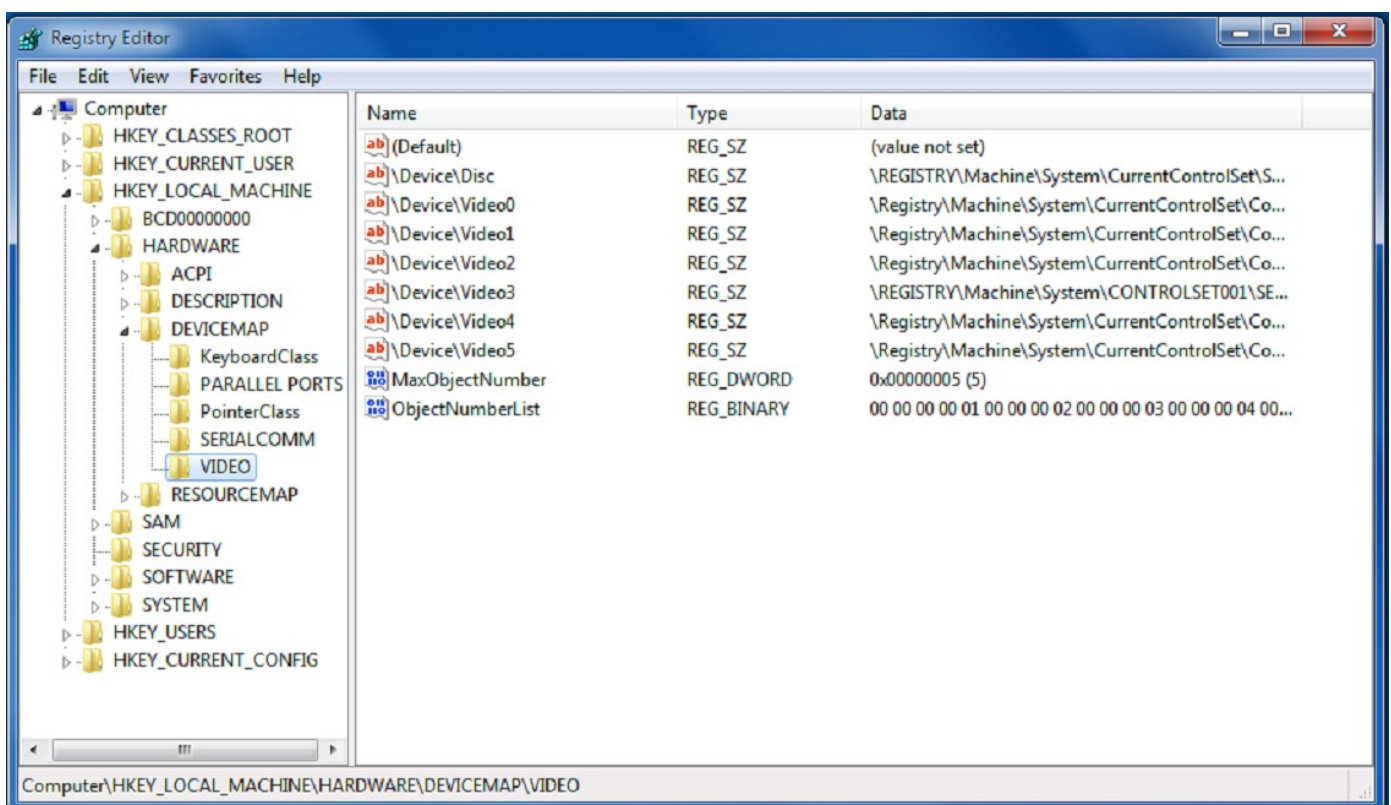 Registry Editor
File Edit View Favorites Help
Computer
HKEY_CLASSES_ROOT
HKEY_CURRENT_USER
HKEY_LOCAL_MACHINE
BCD00000000
HARDWARE
ACPI
DESCRIPTION
DEVICEMAP
KeyboardClass
PARALLEL PORTS
PointerClass
SERIALCOMM
VIDEO
RESOURCEMAP
SAM
SECURITY
SOFTWARE
SYSTEM
HKEY_USERS
HKEY_CURRENT_CONFIG
Name Type Data
(Default) REG_SZ (value not set)
\Device\Disc REG_SZ \REGISTRY\Machine\System\CurrentControlSet\S...
\Device\Video0 REG_SZ \Registry\Machine\System\CurrentControlSet\Co...
\Device\Video1 REG_SZ \Registry\Machine\System\CurrentControlSet\Co...
\Device\Video2 REG_SZ \Registry\Machine\System\CurrentControlSet\Co...
\Device\Video3 REG_SZ \REGISTRY\Machine\System\CONTROLSET001\SE...
\Device\Video4 REG_SZ \Registry\Machine\System\CurrentControlSet\Co...
\Device\Video5 REG_SZ \Registry\Machine\System\CurrentControlSet\Co...
MaxObjectNumber REG_DWORD 0x00000005 (5)
ObjectNumberList REG_BINARY 00 00 00 00 01 00 00 00 02 00 00 00 03 00 00 00 04 00...
Computer\HKEY_LOCAL_MACHINE\HARDWARE\DEVICEMAP\VIDEO